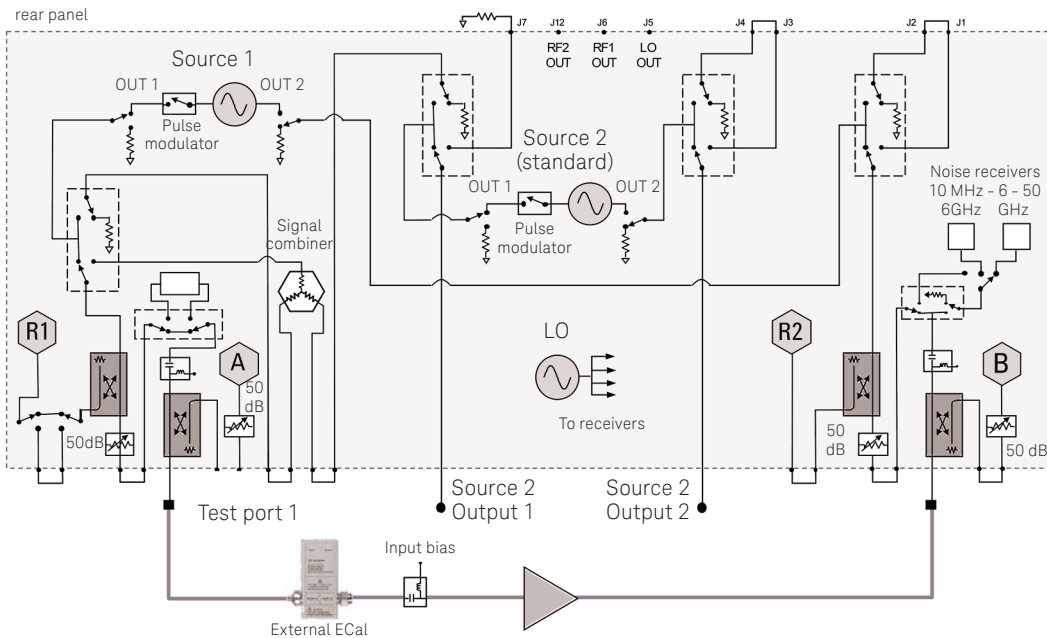 rear panel
J7
J12
J6
J5
J4
J3
J2
J1
RF2
OUT
RF1
OUT
LO
OUT
Source 1
OUT 1
OUT 2
Pulse
modulator
Source 2
(standard)
OUT 1
OUT 2
Pulse
modulator
Noise receivers
10 MHz - 6 - 50
6GHz
GHz
Signal
combiner
R1
A
50
dB
50dB
LO
To receivers
R2
B
50
dB
50 dB
Test port 1
Source 2
Output 1
Source 2
Output 2
Input bias
External ECal